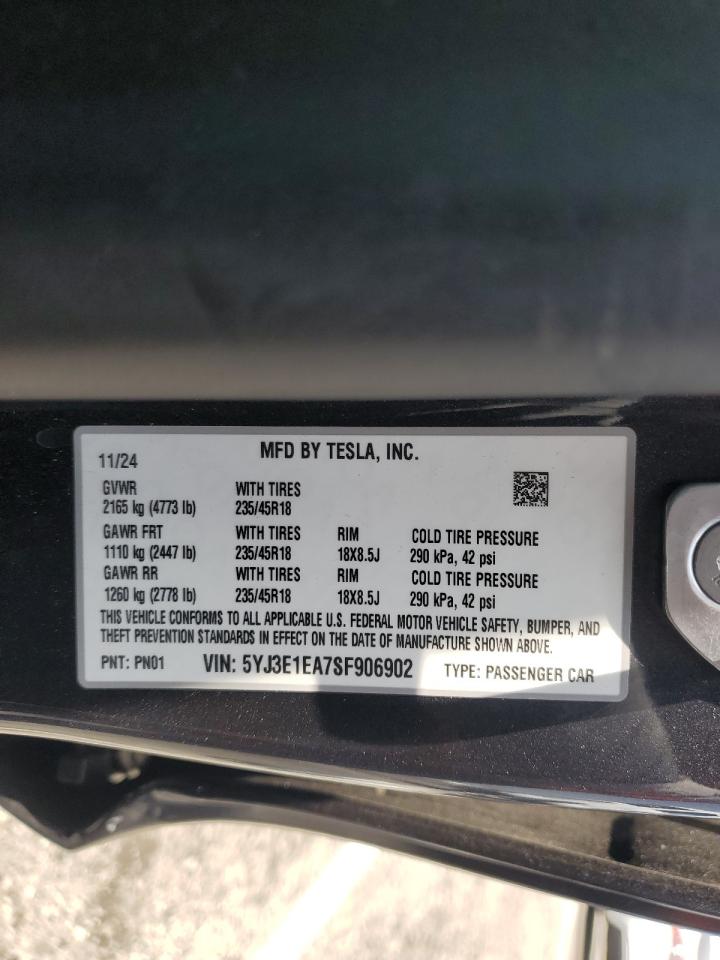 MFD BY TESLA, INC.
11/24
GVWR WITH TIRES
2165 kg (4773 lb) 235/45R18
GAWR FRT WITH TIRES RIM COLD TIRE PRESSURE
1110 kg (2447 lb) 235/45R18 18X8.5J 290 kPa, 42 psi
GAWR RR WITH TIRES RIM COLD TIRE PRESSURE
1260 kg (2778 lb) 235/45R18 18X8.5J 290 kPa, 42 psi
THIS VEHICLE CONFORMS TO ALL APPLICABLE U.S. FEDERAL MOTOR VEHICLE SAFETY, BUMPER, AND
THEFT PREVENTION STANDARDS IN EFFECT ON THE DATE OF MANUFACTURE SHOWN ABOVE.
PNT: PN01 VIN: 5YJ3E1EA7SF906902 TYPE: PASSENGER CAR